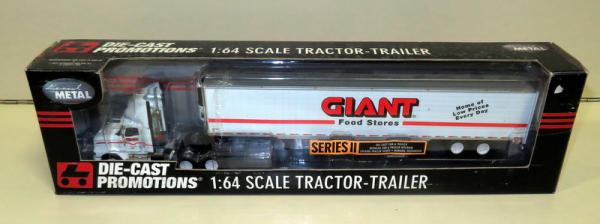 DIE-CAST PROMOTIONS® 1:64 SCALE TRACTOR-TRAILER
METAL
METAL
GIANT
Food Stores
Home of
Low Prices
Every Day
SERIES II
DIE-CAST
PROMOTIONS® 1:64 SCALE TRACTOR-TRAILER